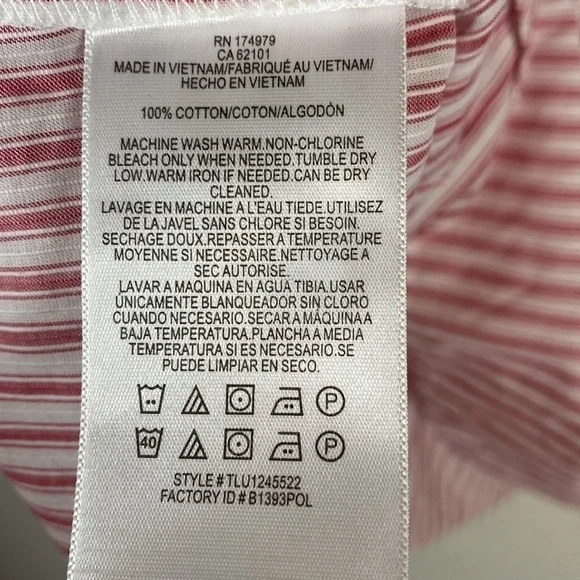 RN 174979
CA 62101
MADE IN VIETNAM/FABRIQUÉ AU VIETNAM/
HECHO EN VIETNAM
100% COTTON/COTON/ALGODÓN
MACHINE WASH WARM.NON-CHLORINE
BLEACH ONLY WHEN NEEDED.TUMBLE DRY
LOW.WARM IRON IF NEEDED.CAN BE DRY
CLEANED.
LAVAGE EN MACHINE A L'EAU TIEDE.UTILISEZ
DE LA JAVEL SANS CLORE SI BESOIN.
SECHAGE DOUX.REPASSER A TEMPERATURE
MOYENNE SI NECESSAIRE.NETTOYAGE A
SEC AUTORISE.
LAVAR A MAQUINA EN AGUA TIBIA.USAR
ÚNICAMENTE BLANQUEADOR SIN CLORO
CUANDO NECESARIO.SECAR A MÁQUINA A
BAJA TEMPERATURA.PLANCHA A MEDIA
TEMPERATURA SI ES NECESARIO.SE
PUEDE LIMPIAR EN SECO.
P
40 P
STYLE # TLU1245522
FACTORY ID # B1393POL